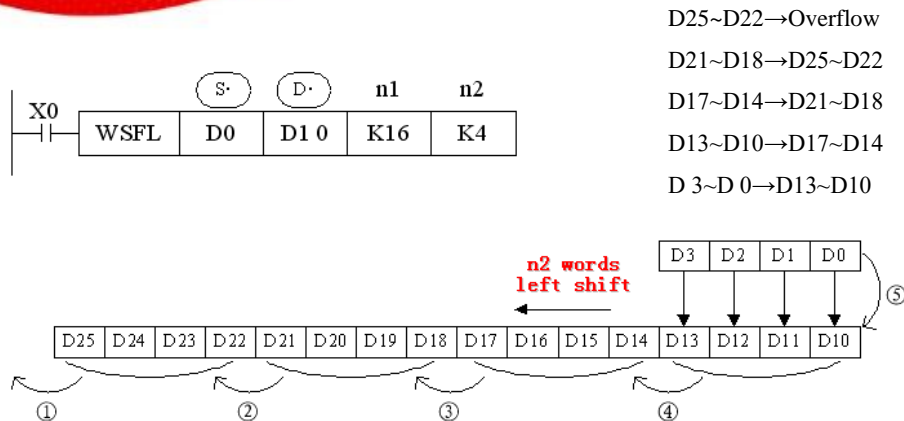 D25~D22→Overflow
D21~D18→D25~D22
D17~D14→D21~D18
D13~D10→D17~D14
D 3~D 0→D13~D10
S· D· n1 n2
X0
WSFL D0 D1 0 K16 K4
D3 D2 D1 D0
n2 words
left shift
⑤
D25 D24 D23 D22 D21 D20 D19 D18 D17 D16 D15 D14 D13 D12 D11 D10
① ② ③ ④